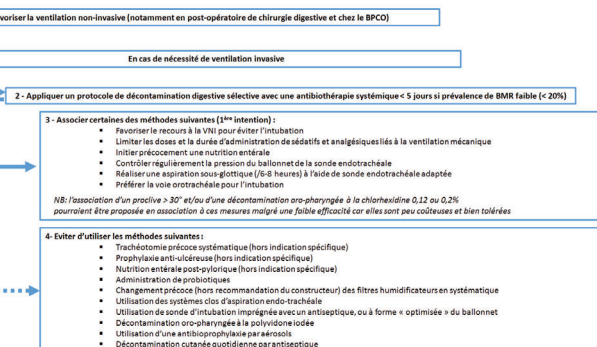 voriser la ventilation non-invasive (notamment en post-opératoire de chirurgie digestive et chez le BPCO)
En cas de nécessité de ventilation invasive
2 - Appliquer un protocole de décontamination digestive sélective avec une antibiothérapie systémique < 5 jours si prévalence de BMR faible (< 20%)
3 - Associer certaines des méthodes suivantes (1ère intention) :
▪ Favoriser le recours à la VNI pour éviter l'intubation
▪ Limiter les doses et la durée d'administration de sédatifs et analgésiques liés à la ventilation mécanique
▪ Initier précocement une nutrition entérale
▪ Contrôler régulièrement la pression du ballonnet de la sonde endotrachéale
▪ Réaliser une aspiration sous-glottique (/6-8 heures) à l'aide de sonde endotrachéale adaptée
▪ Préférer la voie orotrachéale pour l'intubation
NB: l'association d'un proclive > 30° et/ou d'une décontamination oro-pharyngée à la chlorhexidine 0,12 ou 0,2%
pourraient être proposée en association à ces mesures malgré une faible efficacité car elles sont peu coûteuses et bien tolérées
4- Eviter d'utiliser les méthodes suivantes :
▪ Trachéotomie précoce systématique (hors indication spécifique)
▪ Prophylaxie anti-ulcéreuse (hors indication spécifique)
▪ Nutrition entérale post-pylorique (hors indication spécifique)
▪ Administration de probiotiques
▪ Changement précoce (hors recommandation du constructeur) des filtres humidificateurs en systématique
▪ Utilisation des systèmes clos d'aspiration endo-trachéale
▪ Utilisation de sonde d'intubation imprégnée avec un antiseptique, ou à forme « optimisée » du ballonnet
▪ Décontamination oro-pharyngée à la polyvidone iodée
▪ Utilisation d'une antibioprophylaxie par aérosols
▪ Décontamination cutanée quotidienne par antiseptique